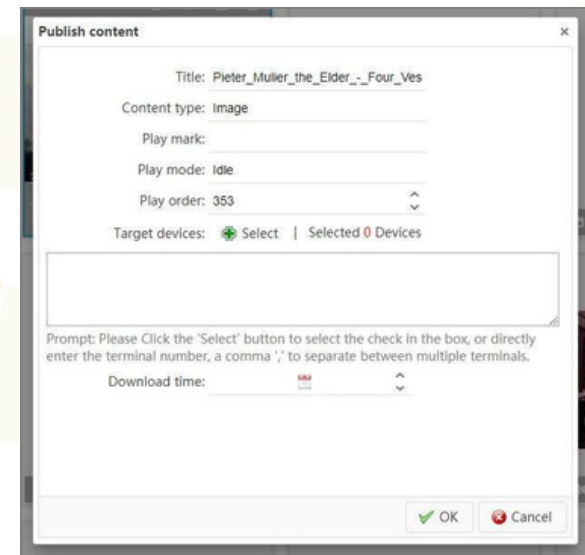 Publish content ×
Title: Pieter_Mulier_the_Elder_-_Four_Ves
Content type: Image
Play mark:
Play mode: Idle
Play order: 353
Target devices: Select | Selected 0 Devices
Prompt: Please Click the 'Select' button to select the check in the box, or directly
enter the terminal number, a comma ',' to separate between multiple terminals.
Download time:
OK Cancel